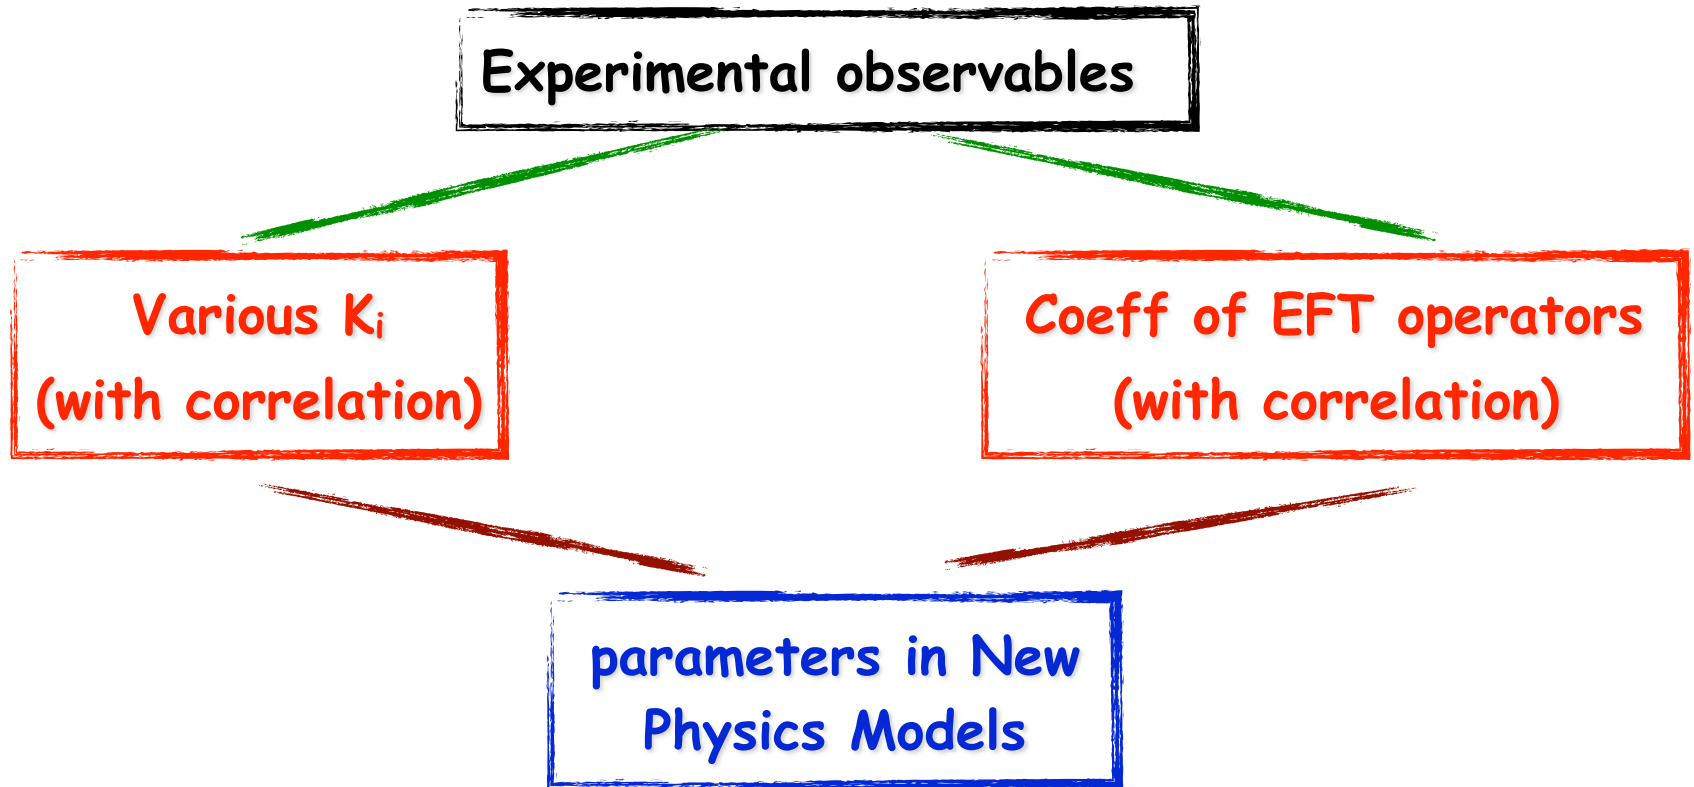 Experimental observables
Various Kᵢ
(with correlation)
Coeff of EFT operators
(with correlation)
parameters in New
Physics Models